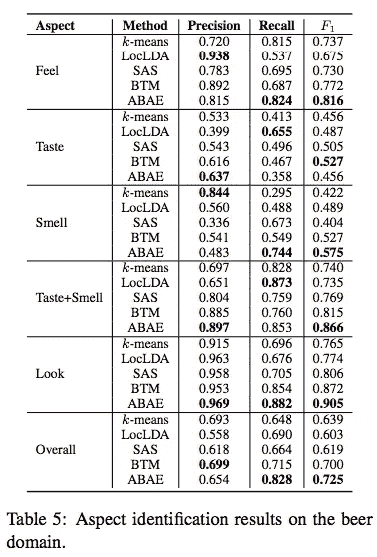 Aspect Method Precision Recall F1
k-means 0.720 0.815 0.737
LocLDA 0.938 0.537 0.675
Feel SAS 0.783 0.695 0.730
BTM 0.892 0.687 0.772
ABAE 0.815 0.824 0.816
k-means 0.533 0.413 0.456
LocLDA 0.399 0.655 0.487
Taste SAS 0.543 0.496 0.505
BTM 0.616 0.467 0.527
ABAE 0.637 0.358 0.456
k-means 0.844 0.295 0.422
LocLDA 0.560 0.488 0.489
Smell SAS 0.336 0.673 0.404
BTM 0.541 0.549 0.527
ABAE 0.483 0.744 0.575
k-means 0.697 0.828 0.740
LocLDA 0.651 0.873 0.735
Taste+Smell SAS 0.804 0.759 0.769
BTM 0.885 0.760 0.815
ABAE 0.897 0.853 0.866
k-means 0.915 0.696 0.765
LocLDA 0.963 0.676 0.774
Look SAS 0.958 0.705 0.806
BTM 0.953 0.854 0.872
ABAE 0.969 0.882 0.905
k-means 0.693 0.648 0.639
LocLDA 0.558 0.690 0.603
Overall SAS 0.618 0.664 0.619
BTM 0.699 0.715 0.700
ABAE 0.654 0.828 0.725
Table 5: Aspect identification results on the beer
domain.